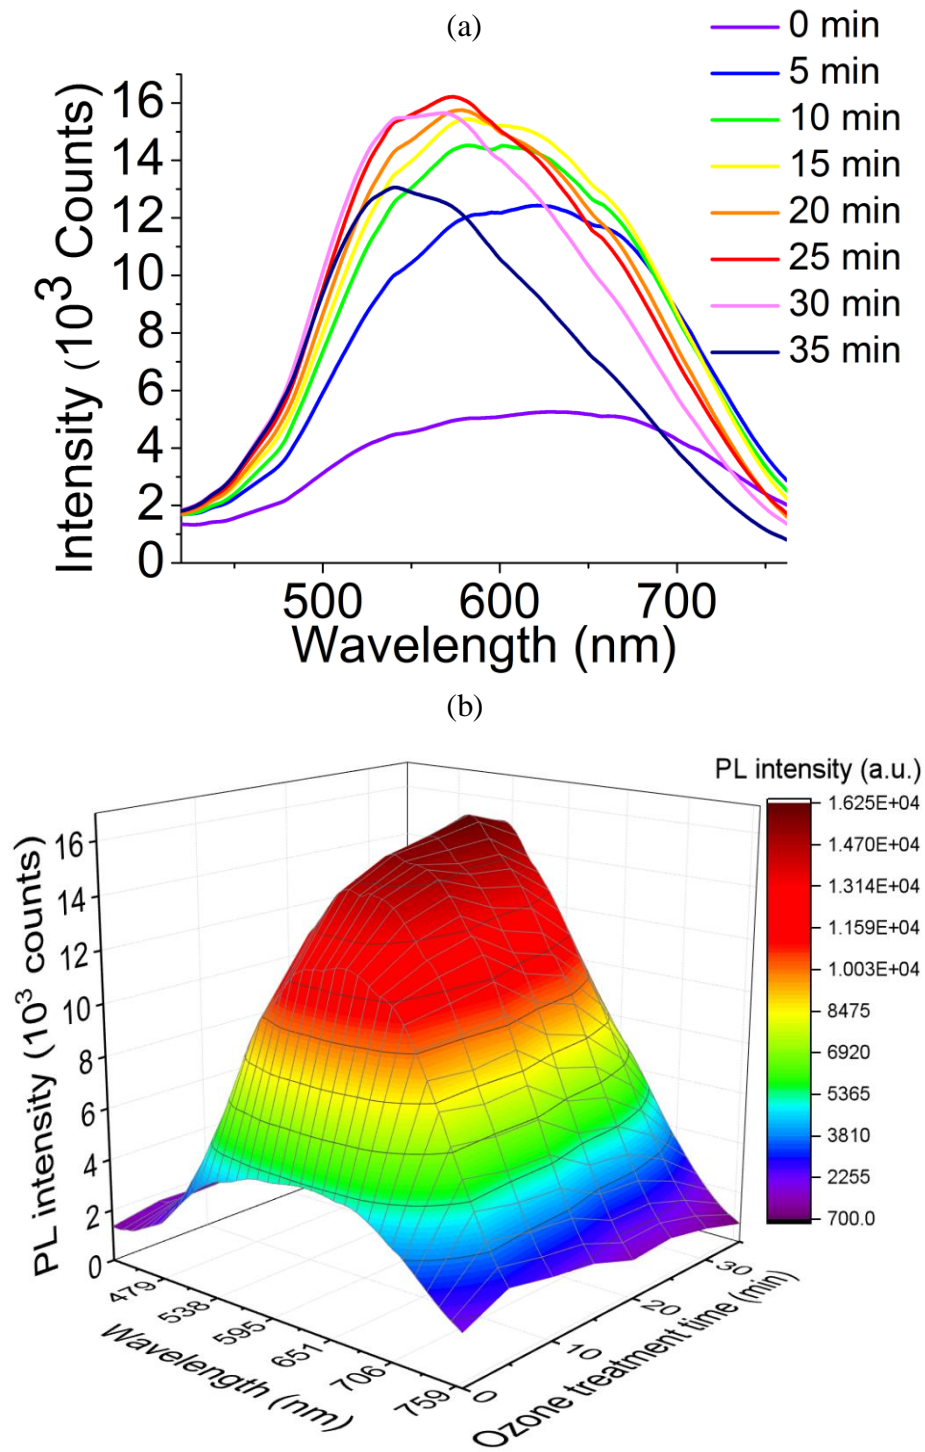 (a)
0 min
5 min
10 min
15 min
20 min
25 min
30 min
35 min
Intensity (10³ Counts)
16
14
12
10
8
6
4
2
0
500 600 700
Wavelength (nm)
(b)
PL intensity (a.u.)
1.625E+04
1.470E+04
1.314E+04
1.159E+04
1.003E+04
8475
6920
5365
3810
2255
700.0
PL intensity (10³ counts)
16
14
12
10
8
6
4
2
0
479
538
595
651
706
759
Wavelength (nm)
0
10
20
30
Ozone treatment time (min)